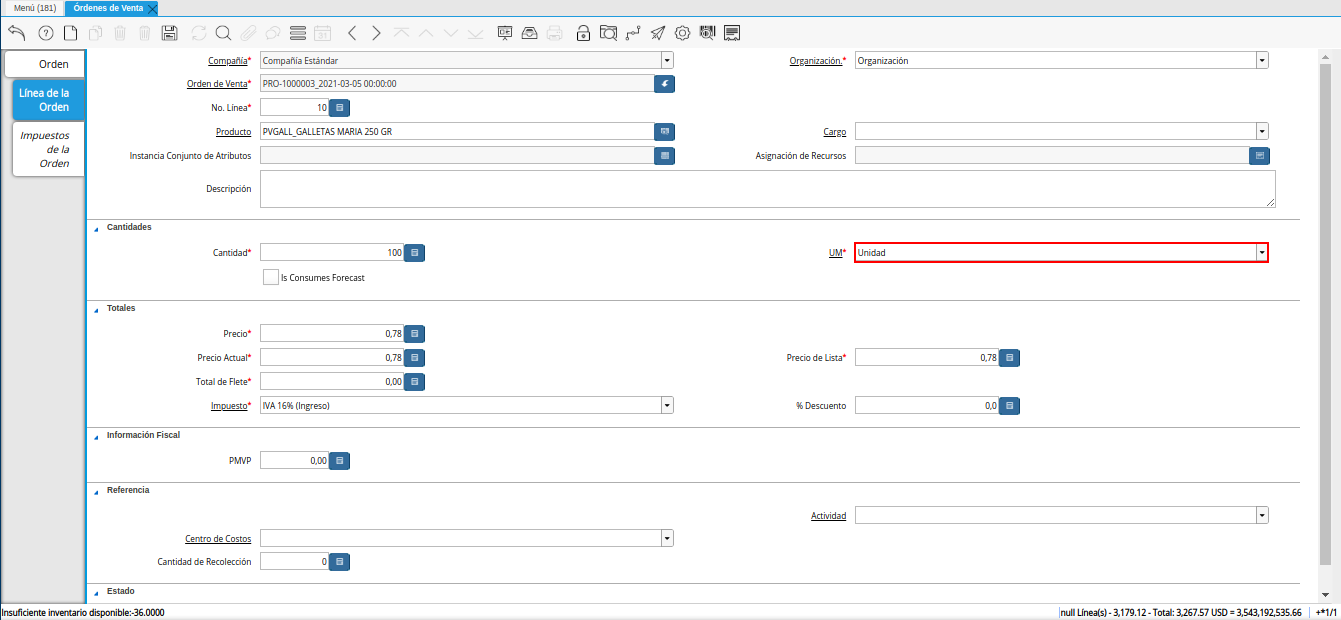 Menú (181)
Órdenes de Venta
Orden
Línea de la
Orden
Impuestos
de la
Orden
Compañía* Compañía Estándar
Organización.* Organización
Orden de Venta* PRO-1000003_2021-03-05 00:00:00
No. Línea* 10
Producto PVGALL_GALLETAS MARIA 250 GR
Cargo
Instancia Conjunto de Atributos
Asignación de Recursos
Descripción
Cantidades
Cantidad* 100
UM* Unidad
Is Consumes Forecast
Totales
Precio* 0,78
Precio Actual* 0,78
Precio de Lista* 0,78
Total de Flete* 0,00
Impuesto* IVA 16% (Ingreso)
% Descuento 0,0
Información Fiscal
PMVP 0,00
Referencia
Actividad
Centro de Costos
Cantidad de Recolección 0
Estado
Insuficiente inventario disponible:-36.0000
null Línea(s) - 3,179.12 - Total: 3,267.57 USD = 3,543,192,535.66
+*1/1